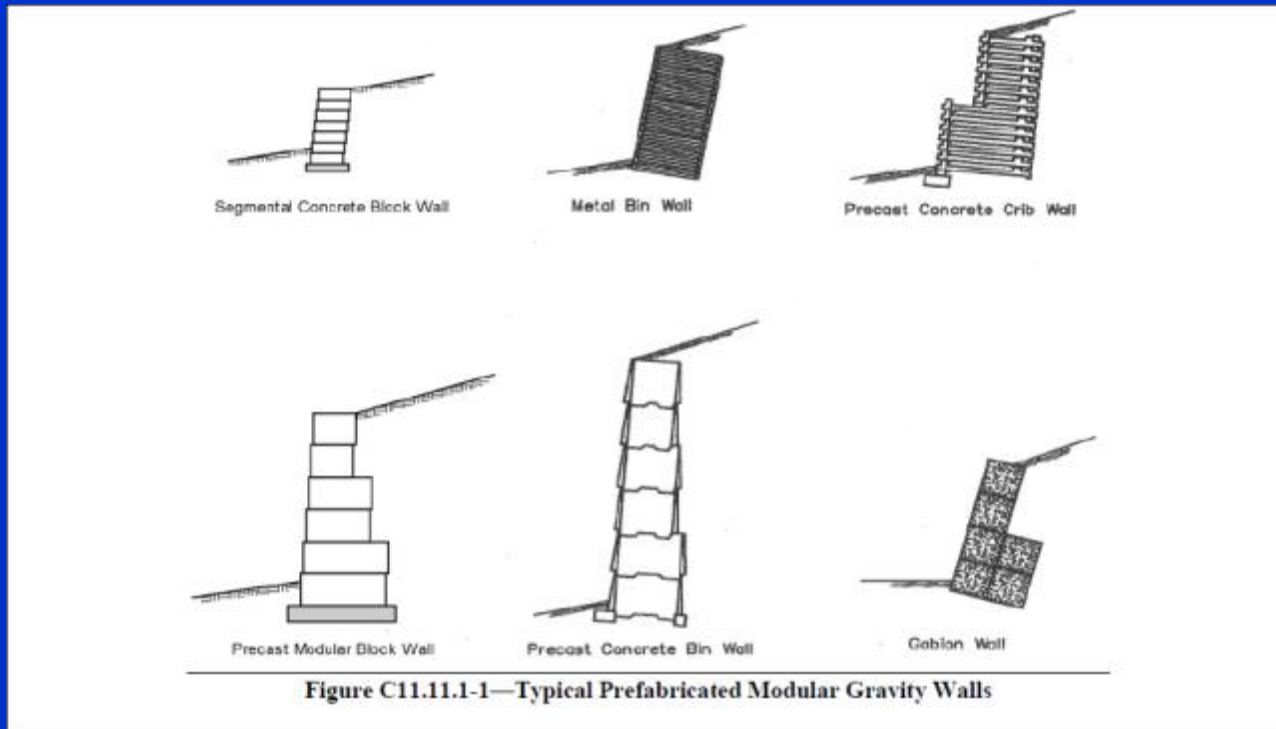 Segmental Concrete Block Wall
Metal Bin Wall
Precast Concrete Crib Wall
Precast Modular Block Wall
Precast Concrete Bin Wall
Gabion Wall
Figure C11.11.1-1—Typical Prefabricated Modular Gravity Walls